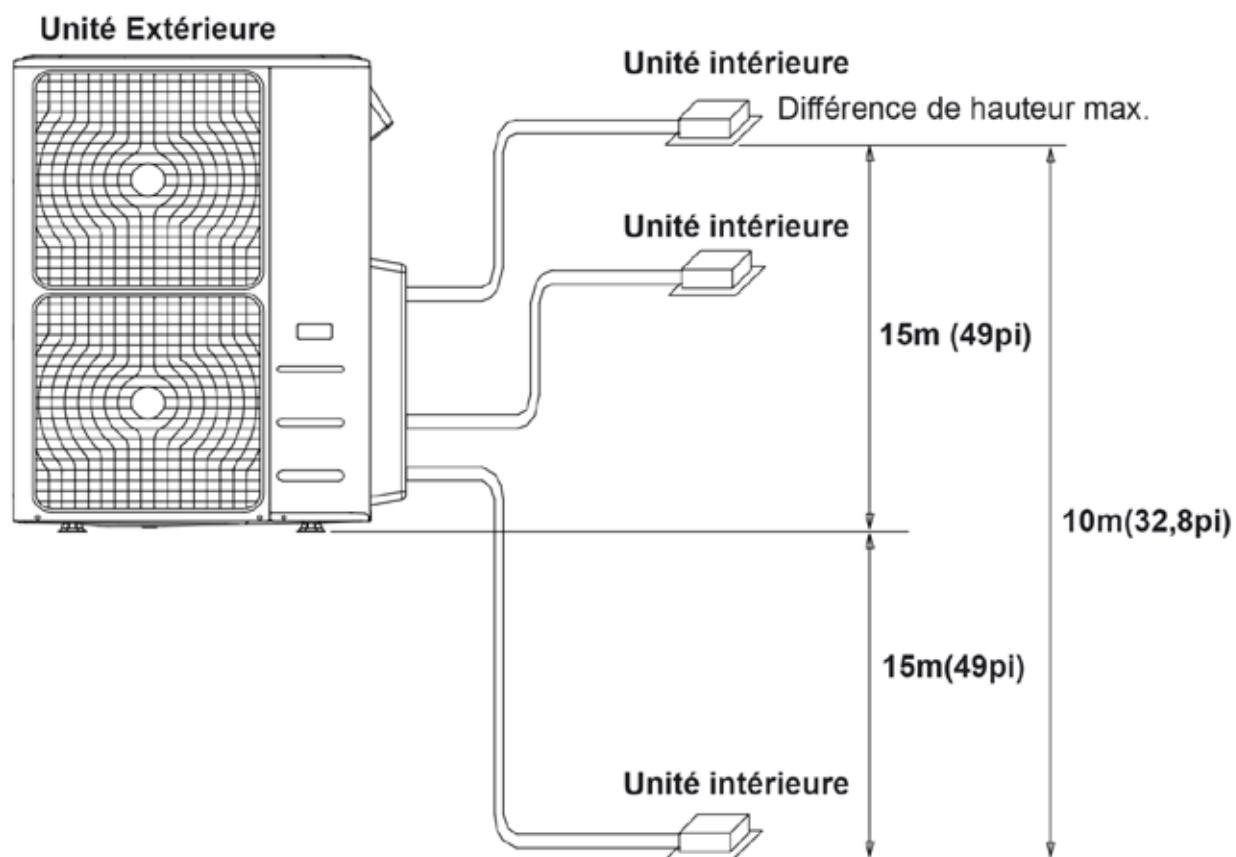 Unité Extérieure
Unité intérieure
Différence de hauteur max.
Unité intérieure
15m (49pi)
10m(32,8pi)
15m(49pi)
Unité intérieure